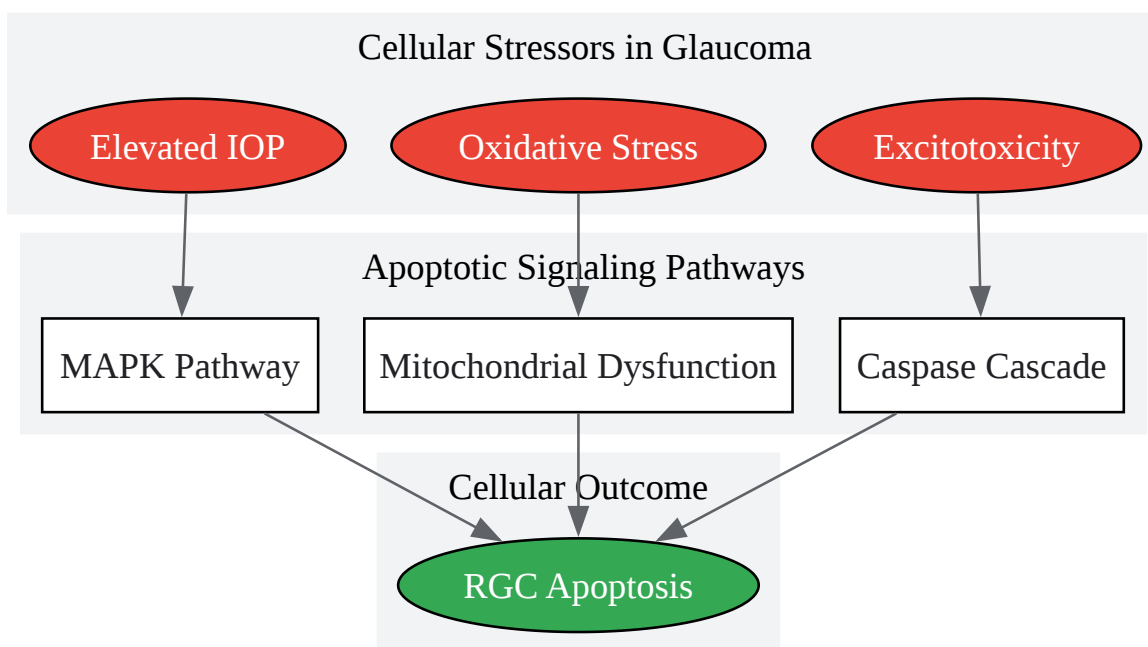 Cellular Stressors in Glaucoma
Elevated IOP
Oxidative Stress
Excitotoxicity
Apoptotic Signaling Pathways
MAPK Pathway
Mitochondrial Dysfunction
Caspase Cascade
Cellular Outcome
RGC Apoptosis